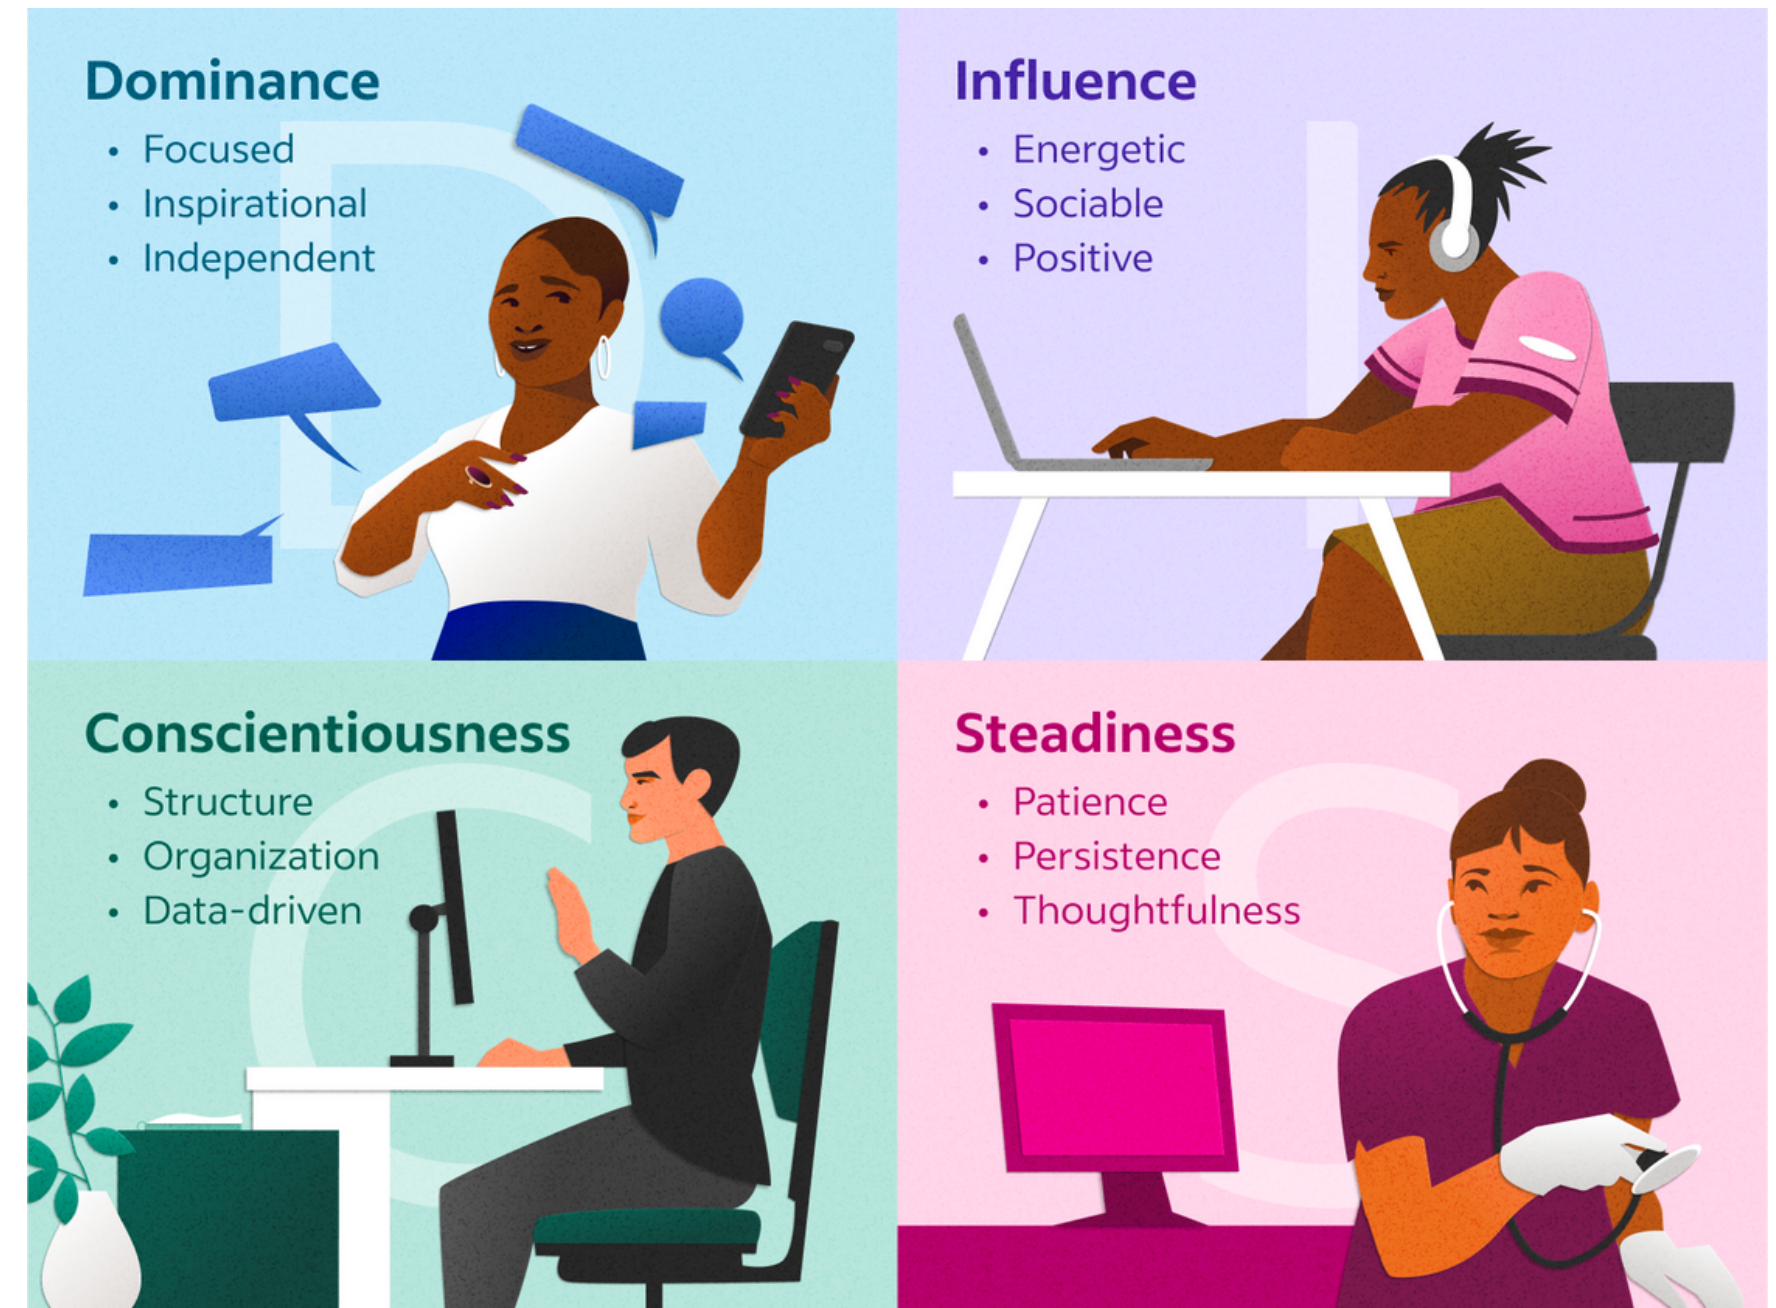 Dominance
• Focused
• Inspirational
• Independent
D
Influence
• Energetic
• Sociable
• Positive
I
Conscientiousness
• Structure
• Organization
• Data-driven
C
Steadiness
• Patience
• Persistence
• Thoughtfulness
S